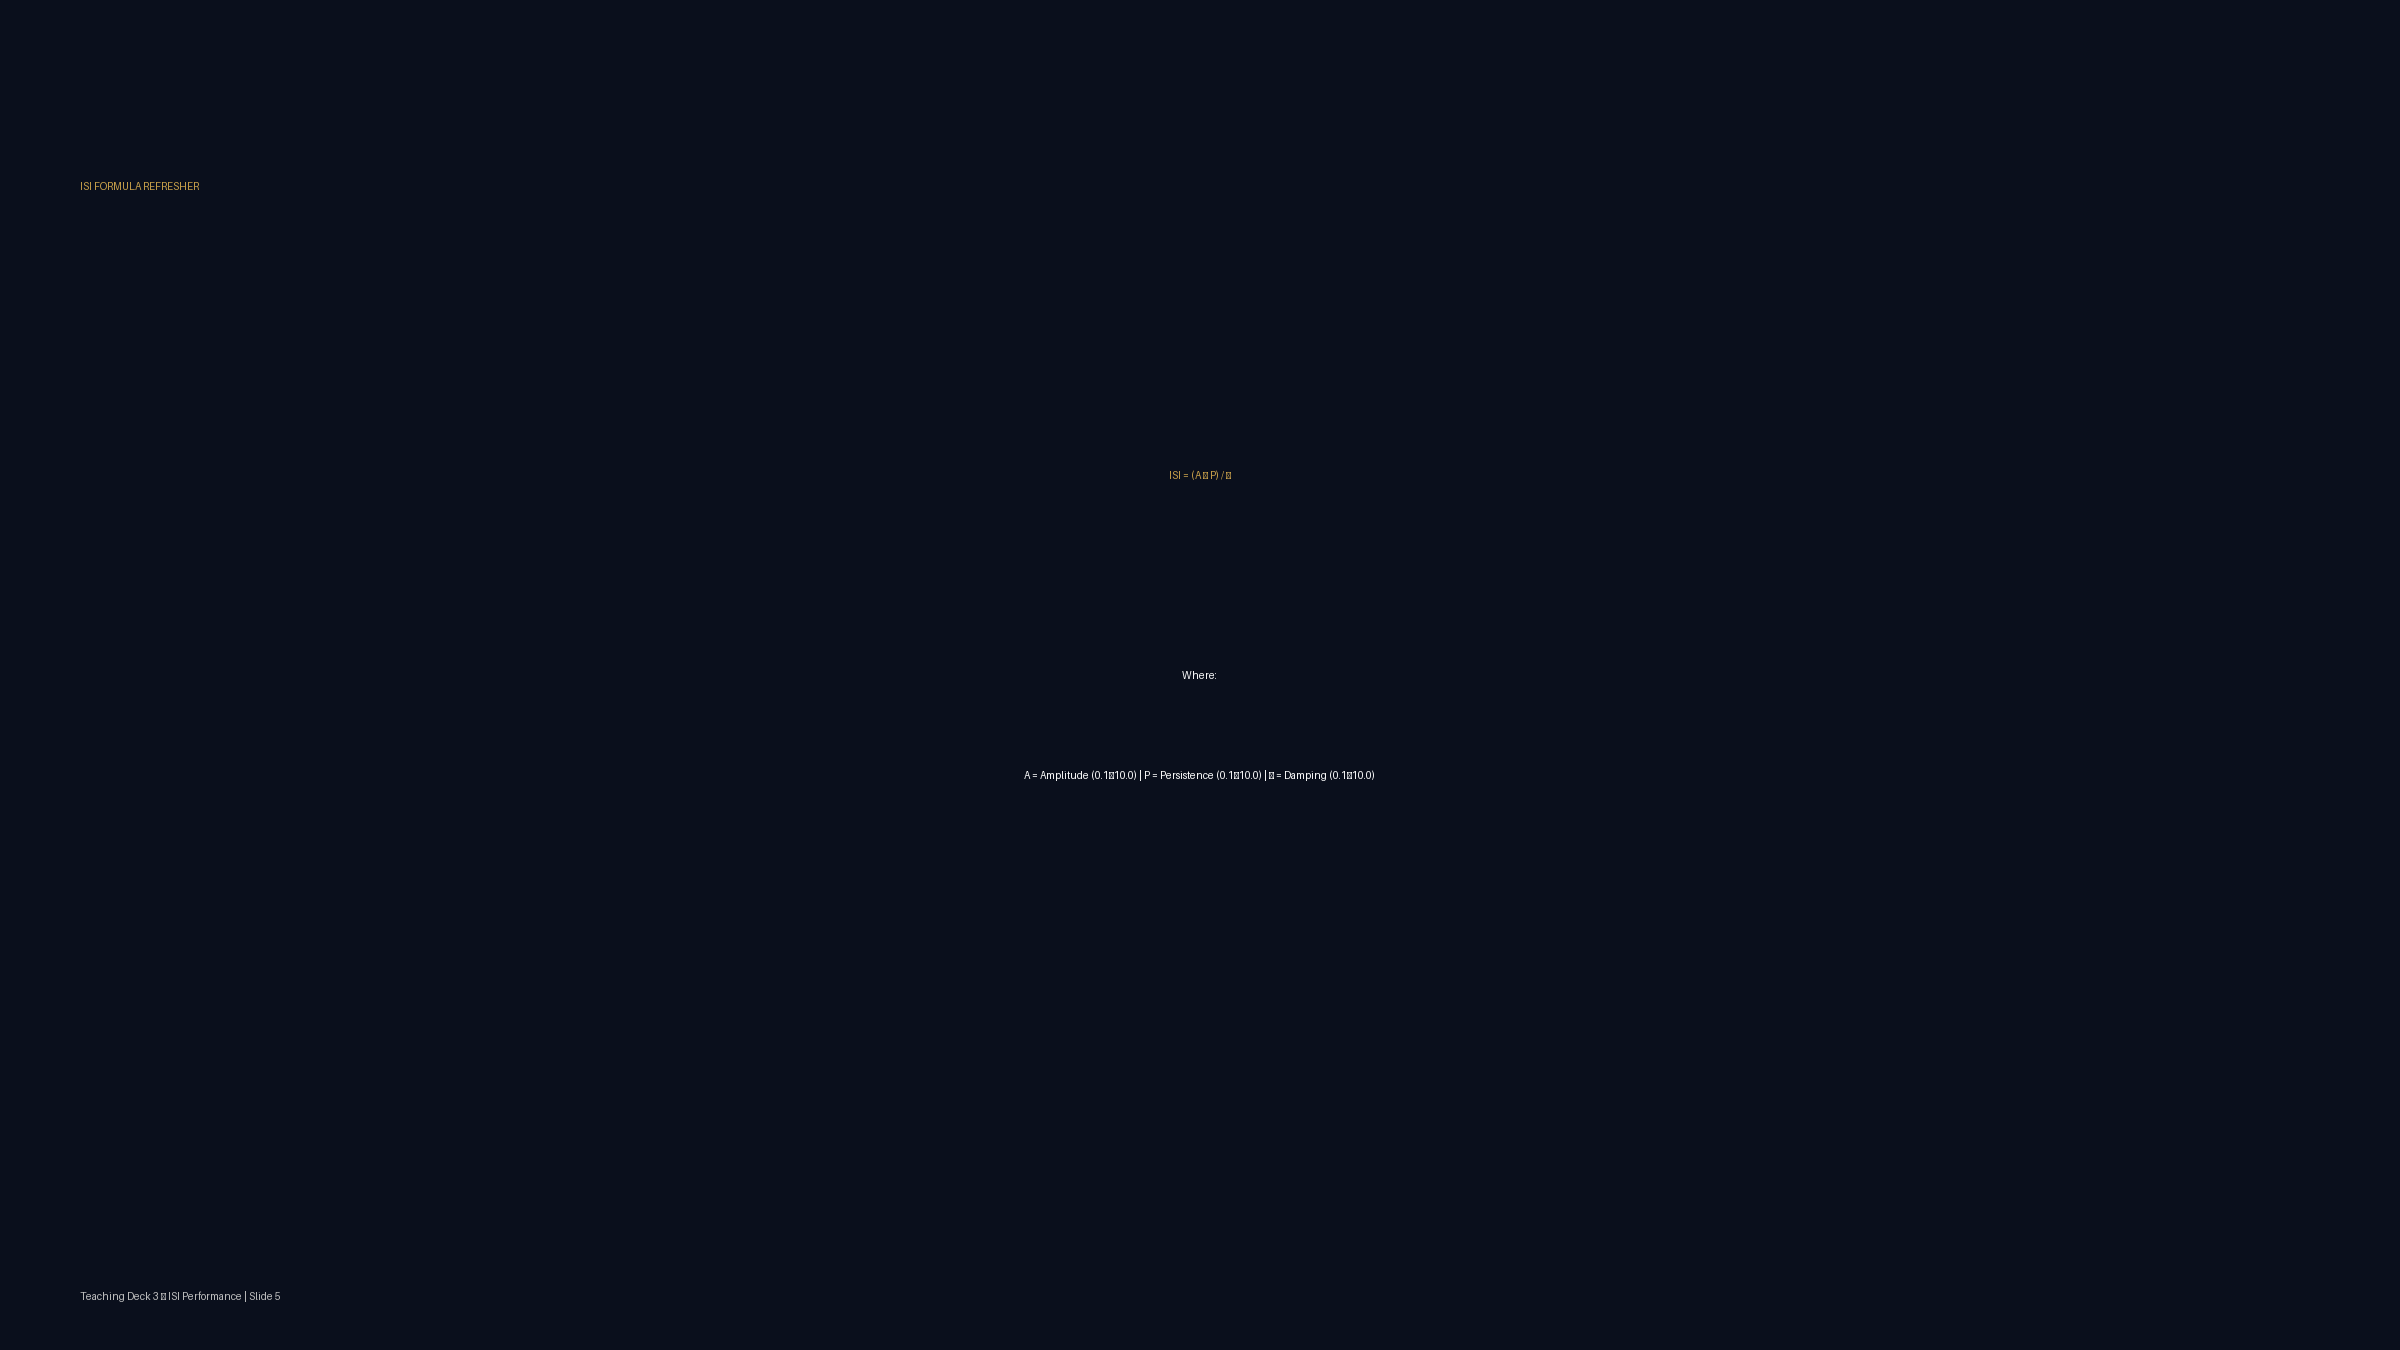 ISI FORMULA REFRESHER
ISI = (A □ P) / □
Where:
A = Amplitude (0.1□10.0) | P = Persistence (0.1□10.0) | □ = Damping (0.1□10.0)
Teaching Deck 3 □ ISI Performance | Slide 5